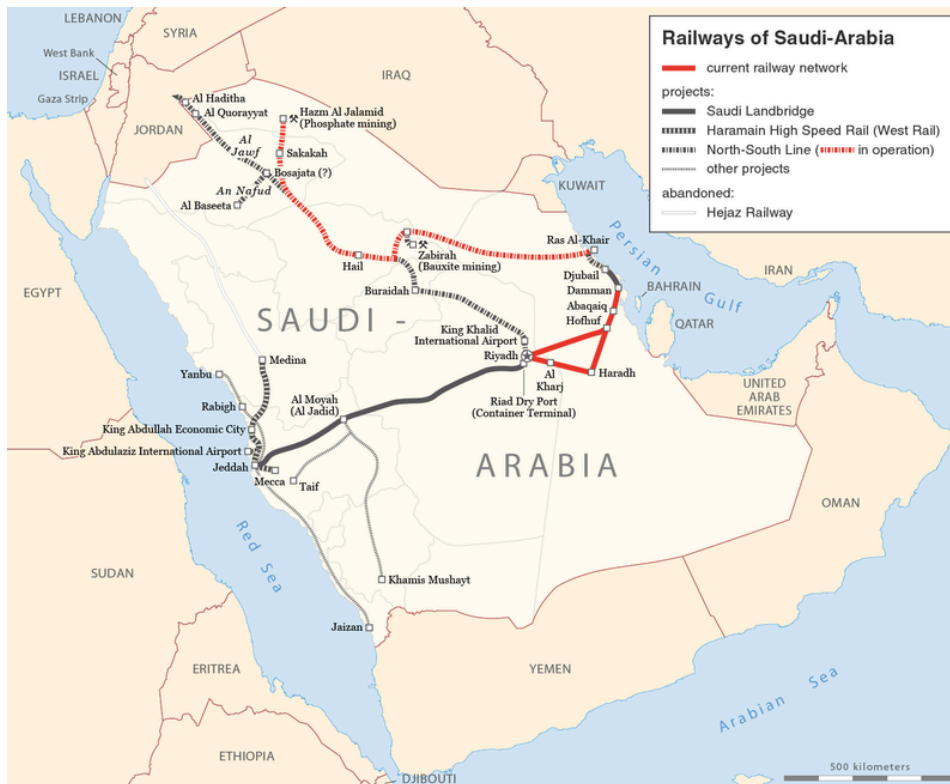 LEBANON
SYRIA
West Bank
ISRAEL
Gaza Strip
IRAQ
JORDAN
Railways of Saudi-Arabia
current railway network
projects:
Saudi Landbridge
Haramain High Speed Rail (West Rail)
North-South Line (
in operation)
other projects
abandoned:
Hejaz Railway
Al Haditha
Al Quorayyat
Hazm Al Jalamid
(Phosphate mining)
Al
Jawf
Sakakah
Bosajata (?)
An Nafud
Al Baseeta
KUWAIT
Persian Gulf
IRAN
Ras Al-Khair
Zabirah
(Bauxite mining)
Hail
Djubail
Damman
BAHRAIN
Buraidah
Abaqaiq
Hofhuf
QATAR
EGYPT
SAUDI -
King Khalid
International Airport
Riyadh
Medina
Al
Kharj
Haradh
Yanbu
UNITED
ARAB
EMIRATES
Al Moyah
(Al Jadid)
Riad Dry Port
(Container Terminal)
Rabigh
King Abdullah Economic City
King Abdulaziz International Airport
Jeddah
Mecca
Taif
ARABIA
OMAN
Red Sea
SUDAN
Khamis Mushayt
Jaizan
ERITREA
YEMEN
Arabian Sea
ETHIOPIA
DJIBOUTI
500 kilometers